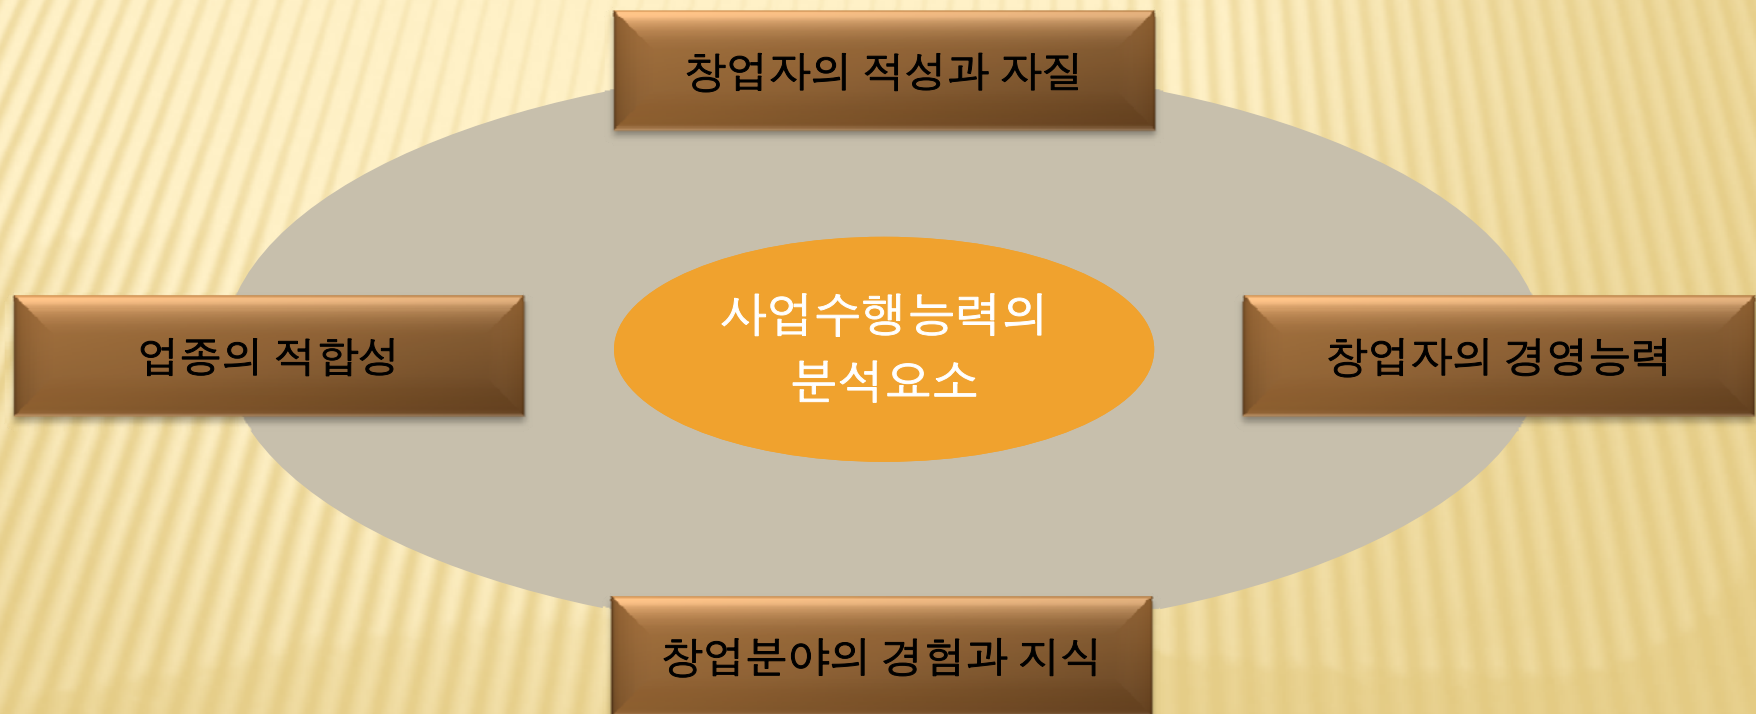 창업자의 적성과 자질
사업수행능력의
분석요소
업종의 적합성
창업자의 경영능력
창업분야의 경험과 지식